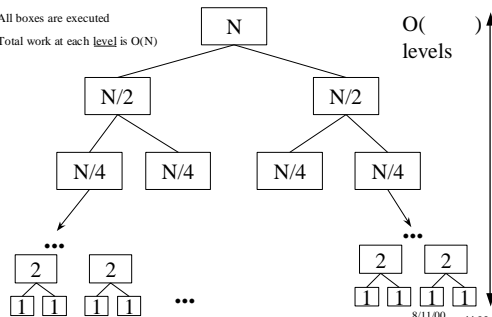 All boxes are executed
Total work at each level is O(N)
N
O( )
levels
N/2 N/2
N/4 N/4 N/4 N/4
... ...
2 2 2 2
1 1 1 1 ... 1 1 1 1
8/11/00